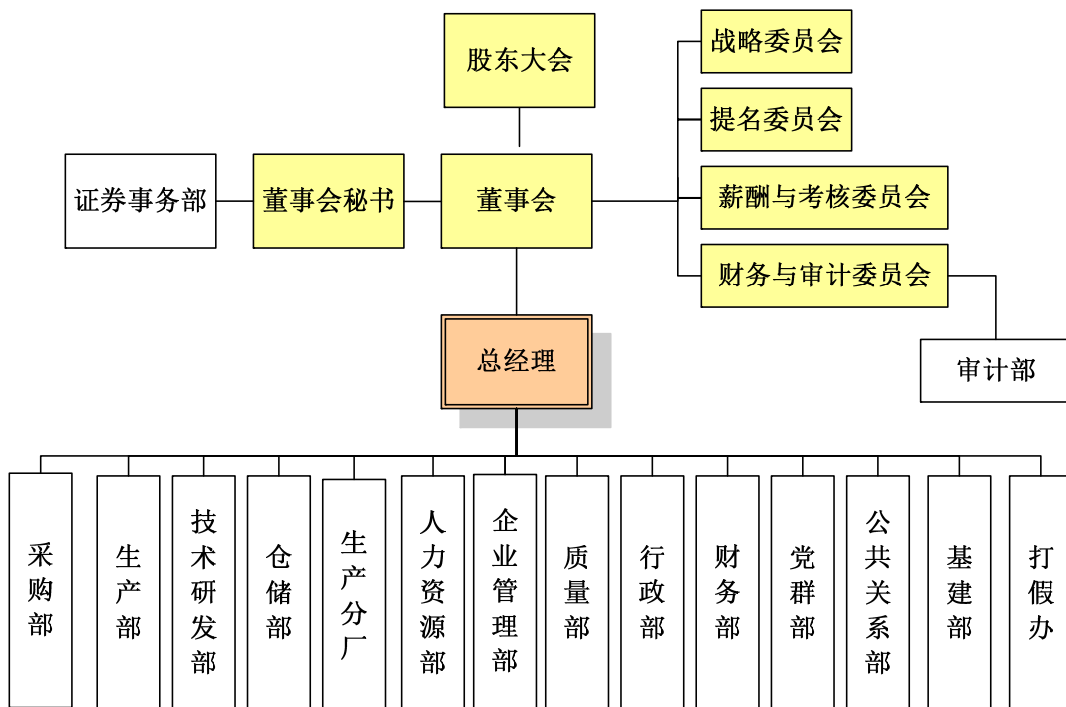 股东大会
战略委员会
提名委员会
证券事务部
董事会秘书
董事会
薪酬与考核委员会
财务与审计委员会
总经理
审计部
采购部
生产部
技术研发部
仓储部
生产分厂
人力资源部
企业管理部
质量部
行政部
财务部
党群部
公共关系部
基建部
打假办